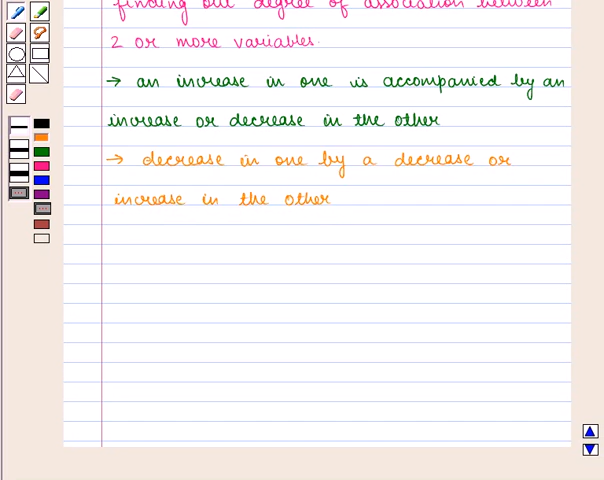 finding out degree of association between
2 or more variables.
→ an increase in one is accompanied by an
increase or decrease in the other
→ decrease in one by a decrease or
increase in the other